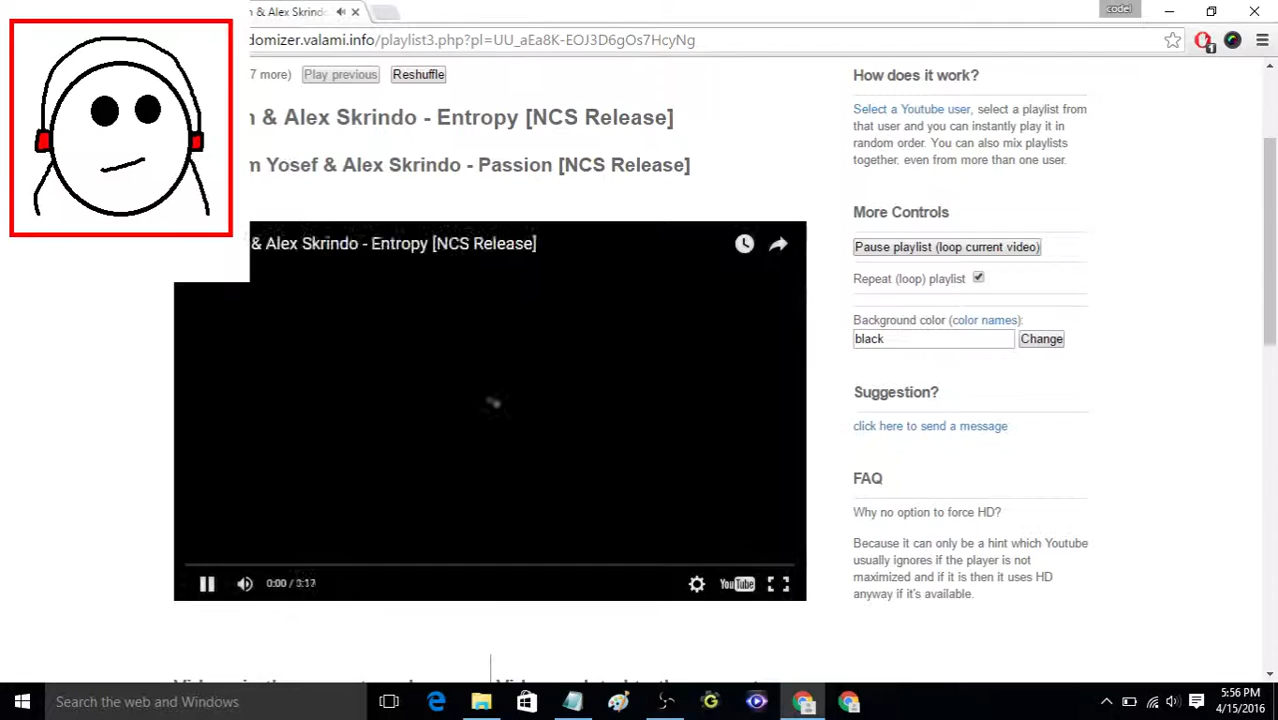 & Alex Skrindo
code!
domizer.valami.info/playlist3.php?pl=UU_aEa8K-EOJ3D6gOs7HcyNg
7 more) Play previous Reshuffle
& Alex Skrindo - Entropy [NCS Release]
m Yosef & Alex Skrindo - Passion [NCS Release]
& Alex Skrindo - Entropy [NCS Release]
0:00 / 3:17
YouTube
How does it work?
Select a Youtube user, select a playlist from
that user and you can instantly play it in
random order. You can also mix playlists
together, even from more than one user.
More Controls
Pause playlist (loop current video)
Repeat (loop) playlist
Background color (color names):
black Change
Suggestion?
click here to send a message
FAQ
Why no option to force HD?
Because it can only be a hint which Youtube
usually ignores if the player is not
maximized and if it is then it uses HD
anyway if it's available.
Search the web and Windows
5:56 PM
4/15/2016